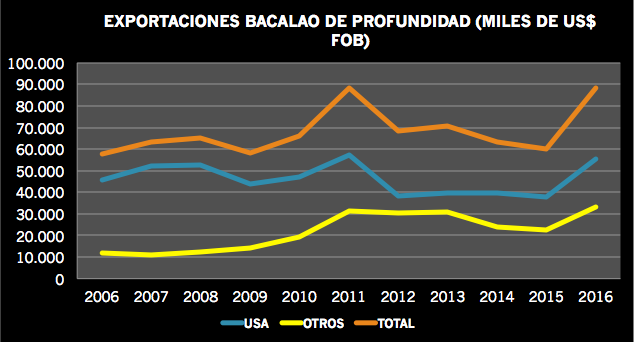 EXPORTACIONES BACALAO DE PROFUNDIDAD (MILES DE US$
FOB)
100.000
90.000
80.000
70.000
60.000
50.000
40.000
30.000
20.000
10.000
0
2006 2007 2008 2009 2010 2011 2012 2013 2014 2015 2016
USA OTROS TOTAL